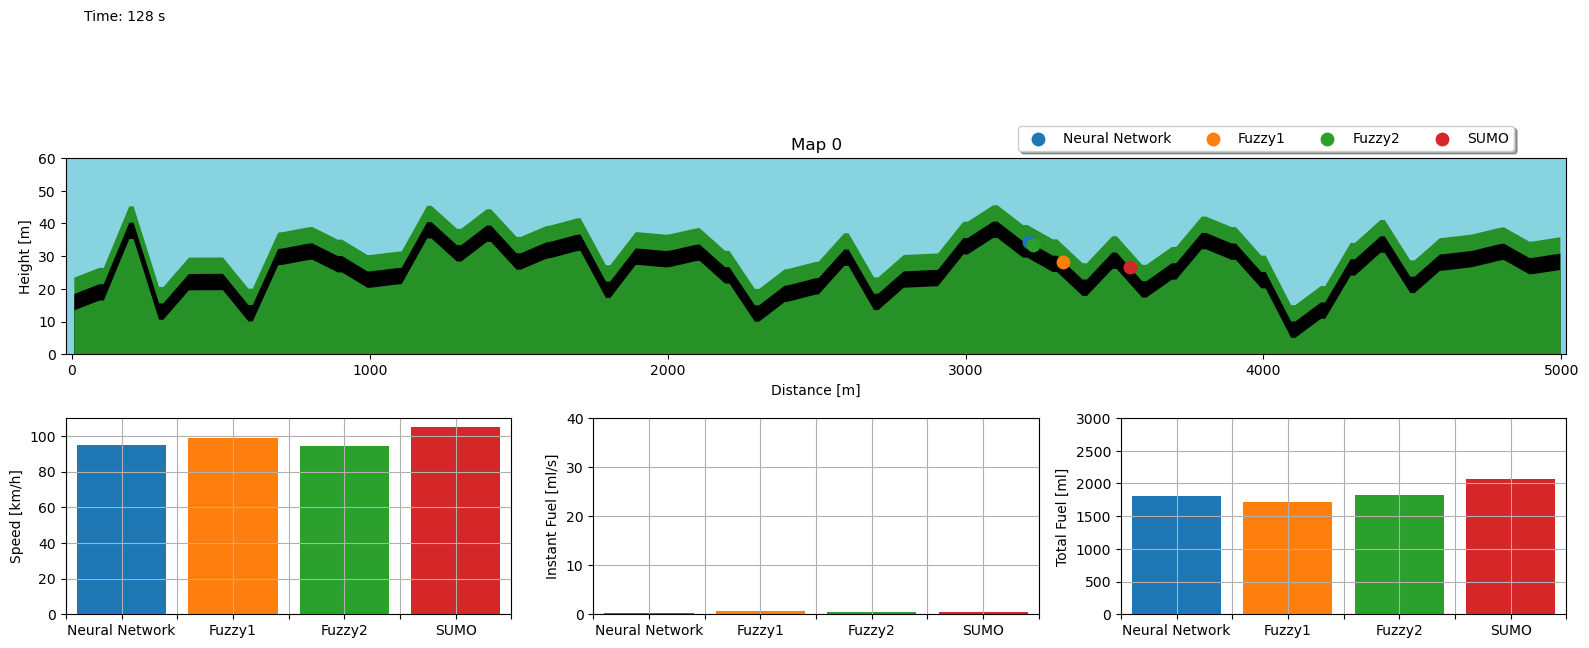 Time: 128 s
Map 0
Neural Network Fuzzy1 Fuzzy2 SUMO
Height [m]
60
50
40
30
20
10
0
0 1000 2000 3000 4000 5000
Distance [m]
Speed [km/h]
100
80
60
40
20
0
Neural Network Fuzzy1 Fuzzy2 SUMO
Instant Fuel [ml/s]
40
30
20
10
0
Neural Network Fuzzy1 Fuzzy2 SUMO
Total Fuel [ml]
3000
2500
2000
1500
1000
500
0
Neural Network Fuzzy1 Fuzzy2 SUMO